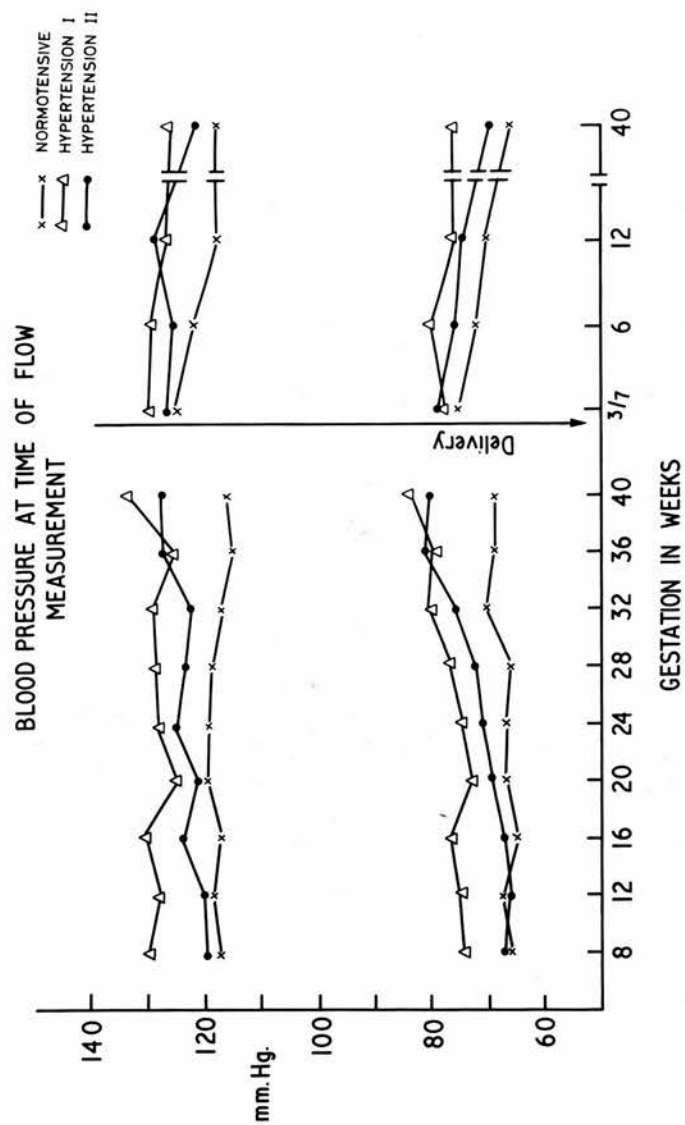 BLOOD PRESSURE AT TIME OF FLOW
MEASUREMENT
×——× NORMOTENSIVE
△——△ HYPERTENSION I
●——● HYPERTENSION II
140
120
mm.Hg.
100
80
60
Delivery
8 12 16 20 24 28 32 36 40 3/7 6 12 40
GESTATION IN WEEKS